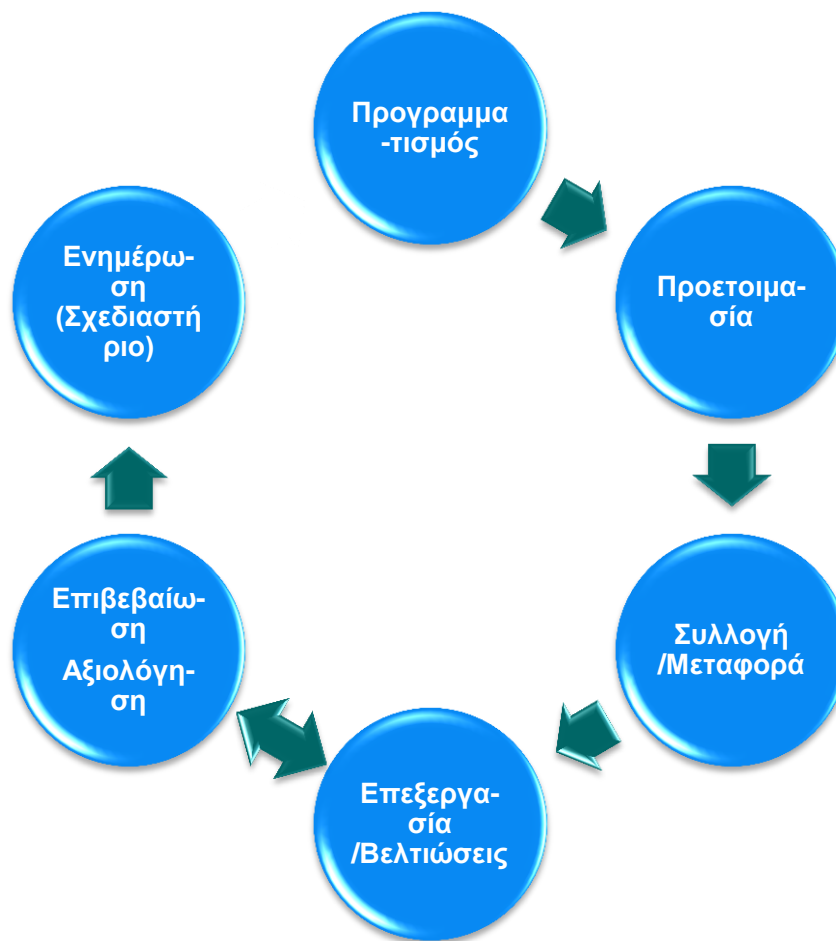 Προγραμμα
-τισμός
Προετοιμα-
σία
Συλλογή
/Μεταφορά
Επεξεργα-
σία
/Βελτιώσεις
Επιβεβαίω-
ση
Αξιολόγη-
ση
Ενημέρω-
ση
(Σχεδιαστή
ριο)